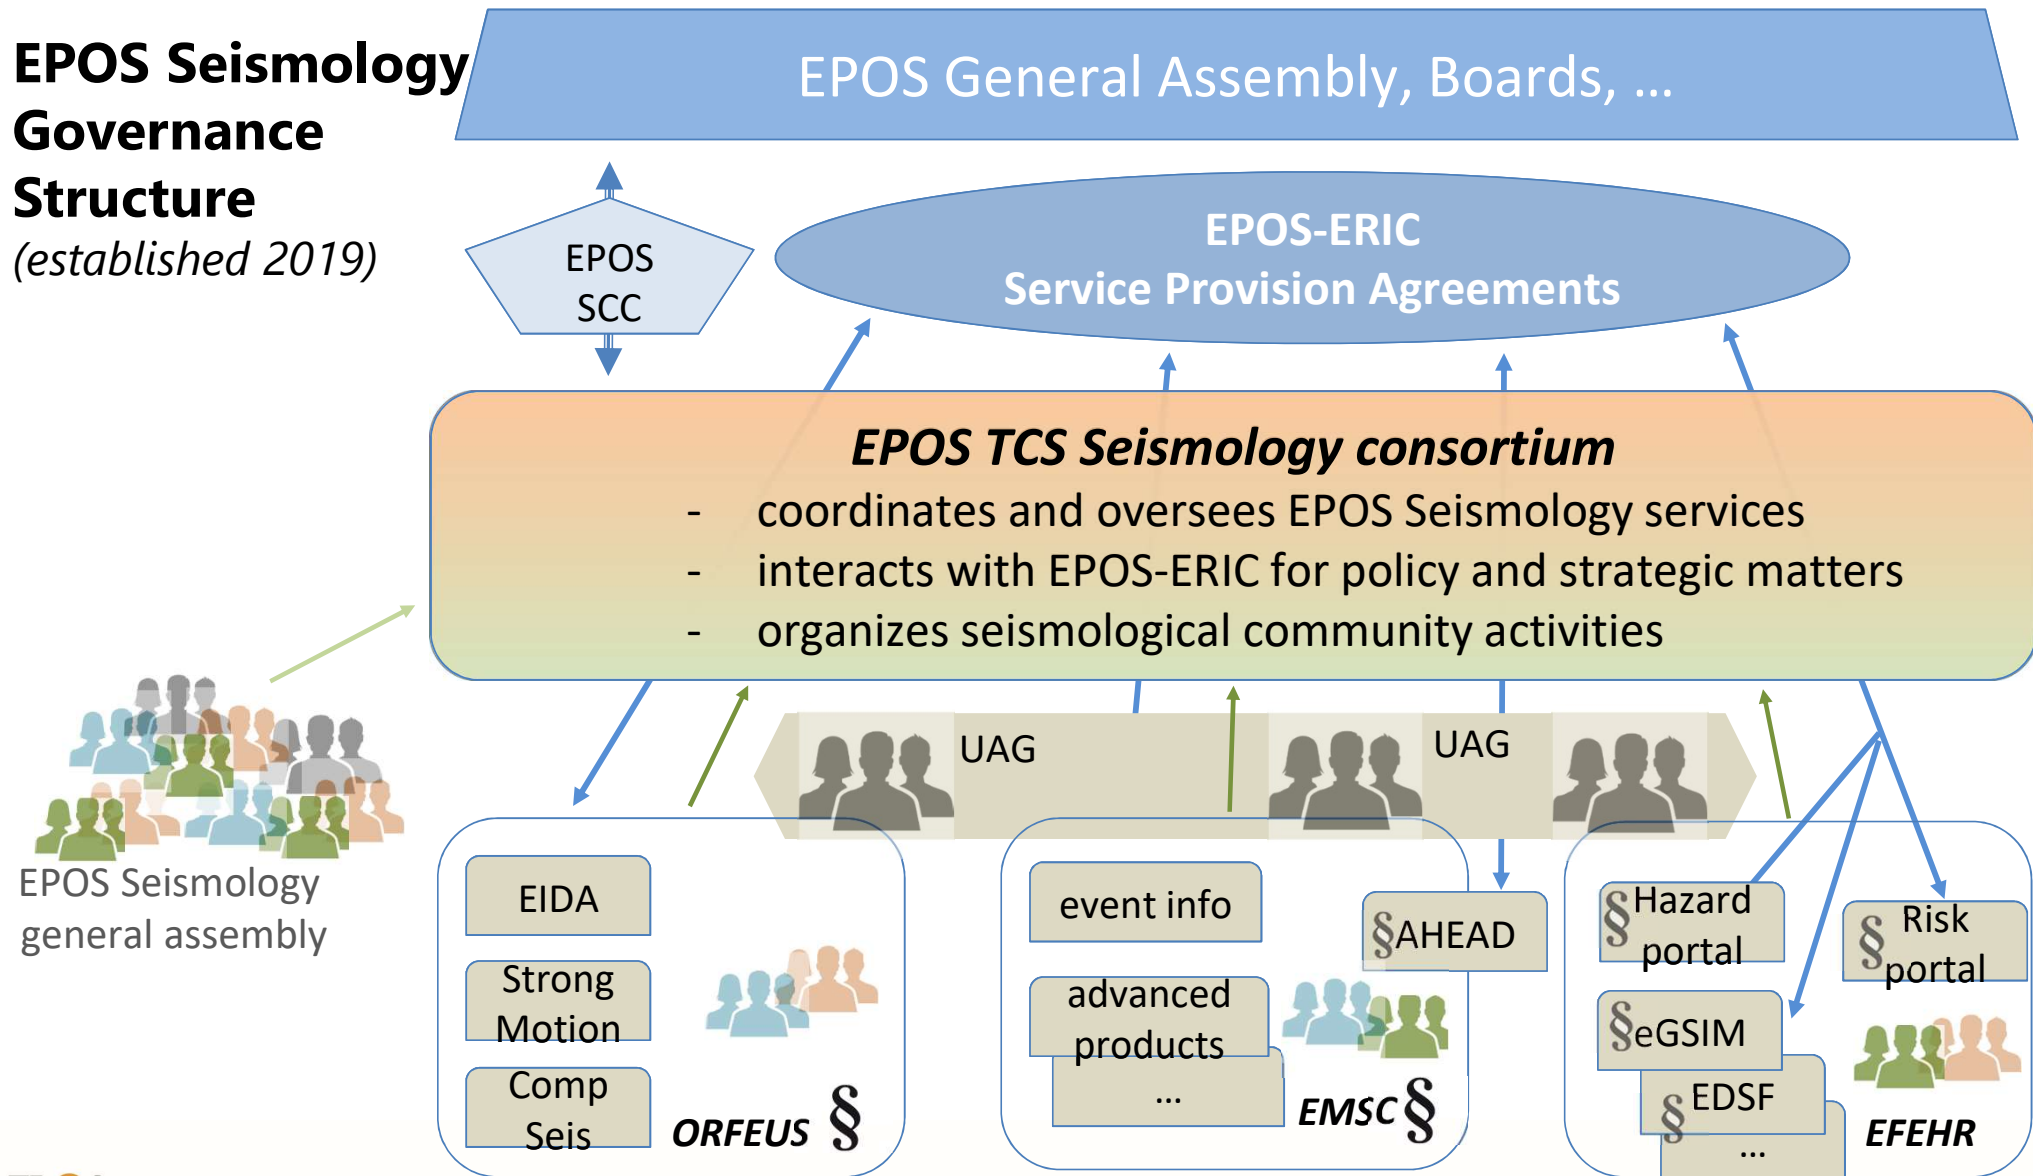 EPOS Seismology
Governance
Structure
(established 2019)
EPOS General Assembly, Boards, ...
EPOS
SCC
EPOS-ERIC
Service Provision Agreements
EPOS TCS Seismology consortium
- coordinates and oversees EPOS Seismology services
- interacts with EPOS-ERIC for policy and strategic matters
- organizes seismological community activities
EPOS Seismology
general assembly
UAG
UAG
EIDA
Strong
Motion
Comp
Seis
ORFEUS §
event info
advanced
products
...
§AHEAD
EMSC §
§Hazard
portal
§ Risk
portal
§eGSIM
§ EDSF
...
EFEHR